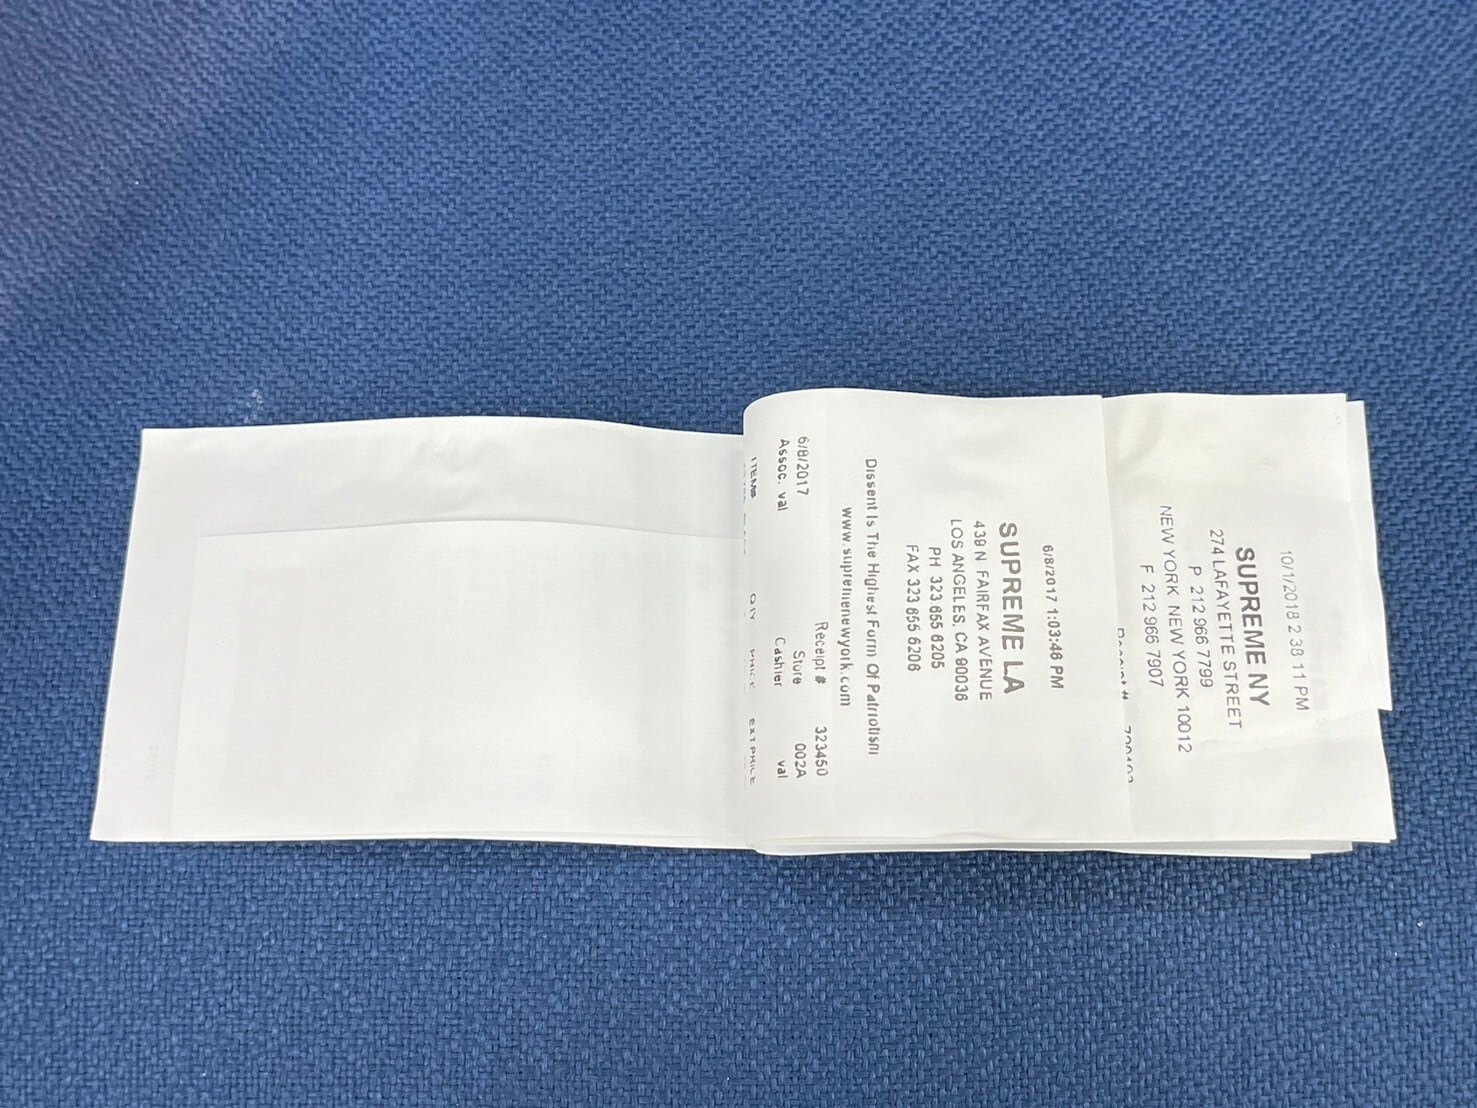 10/1/2018 2 38 11 PM
SUPREME NY
274 LAFAYETTE STREET
P 212 966 7799
NEW YORK NEW YORK 10012
F 212 966 7907
6/8/2017 1:03:46 PM
SUPREME LA
439 N FAIRFAX AVENUE
LOS ANGELES, CA 90036
PH 323 655 6205
FAX 323 655 6206
Dissent Is The Highest Form Of Patriotism
www.supremenewyork.com
Receipt # 323450
6/8/2017 Store 002A
Assoc. val Cashier val
ITEM# QTY PRICE EXT PRICE